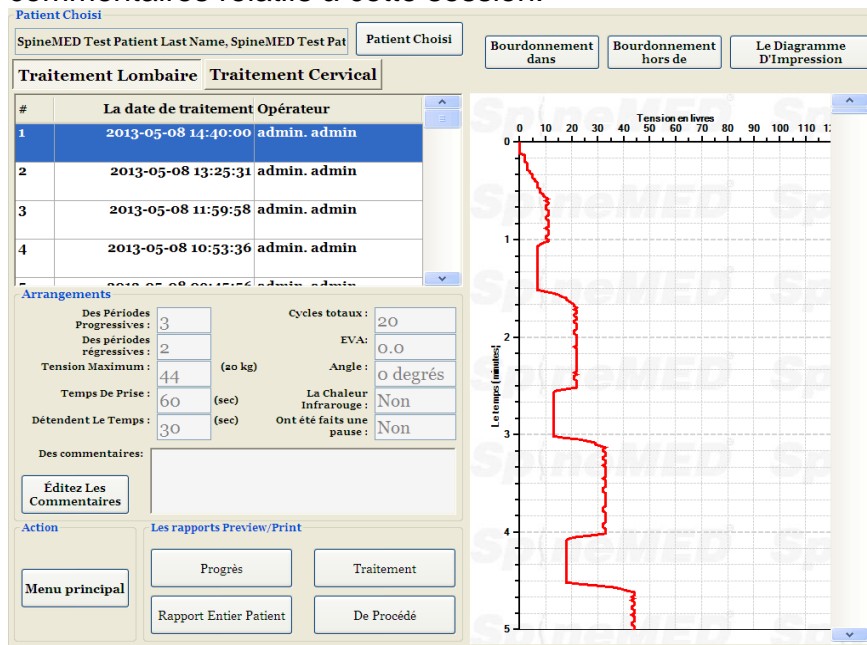 commentaires relatifs à cette session.
Patient Choisi
SpineMED Test Patient Last Name, SpineMED Test Pat
Patient Choisi
Bourdonnement dans
Bourdonnement hors de
Le Diagramme D'Impression
Traitement Lombaire
Traitement Cervical
# La date de traitement Opérateur
1 2013-05-08 14:40:00 admin. admin
2 2013-05-08 13:25:31 admin. admin
3 2013-05-08 11:59:58 admin. admin
4 2013-05-08 10:53:36 admin. admin
Arrangements
Des Périodes Progressives : 3
Cycles totaux : 20
Des périodes régressives : 2
EVA: 0.0
Tension Maximum : 44 (20 kg)
Angle : 0 degrés
Temps De Prise : 60 (sec)
La Chaleur Infrarouge : Non
Détendent Le Temps : 30 (sec)
Ont été faits une pause : Non
Des commentaires:
Éditez Les Commentaires
Action
Menu principal
Les rapports Preview/Print
Progrès
Traitement
Rapport Entier Patient
De Procédé
Tension en livres
0 10 20 30 40 50 60 70 80 90 100 110
Le temps (minutes)
0
1
2
3
4
5
SpineMED